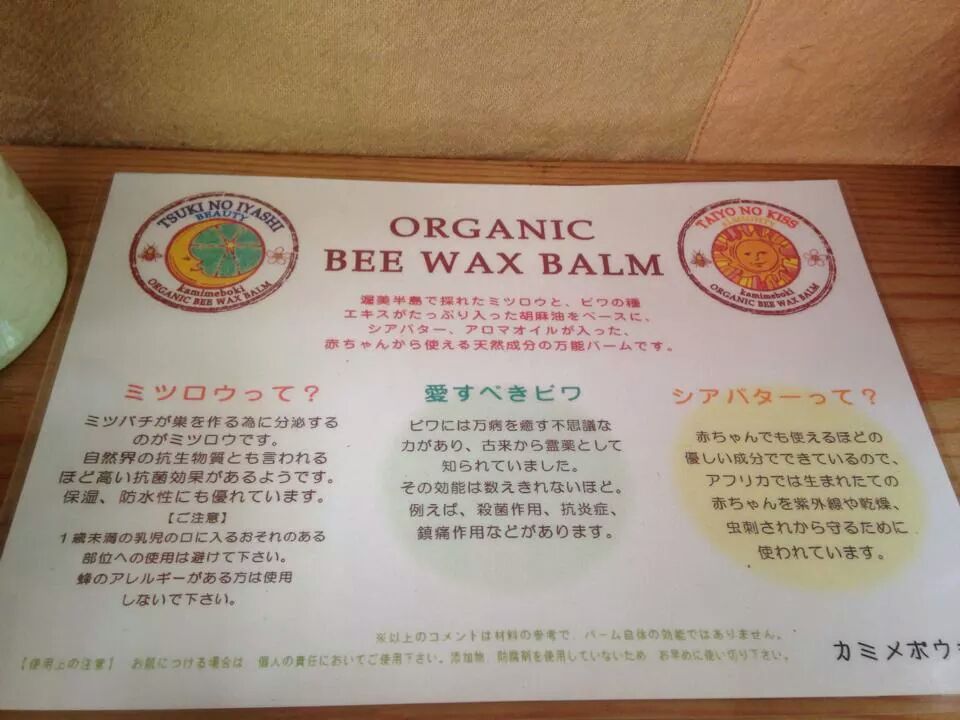 TSUKI NO IYASHI
BEAUTY
kamimeboki
ORGANIC BEE WAX BALM
ORGANIC
BEE WAX BALM
TAIYO NO KISS
ALMIGHTY
kamimeboki
ORGANIC BEE WAX BALM
渥美半島で採れたミツロウと、ビワの種
エキスがたっぷり入った胡麻油をベースに、
シアバター、アロマオイルが入った、
赤ちゃんから使える天然成分の万能バームです。
ミツロウって？
ミツバチが巣を作る為に分泌する
のがミツロウです。
自然界の抗生物質とも言われる
ほど高い抗菌効果があるようです。
保湿、防水性にも優れています。
【ご注意】
１歳未満の乳児の口に入るおそれのある
部位への使用は避けて下さい。
蜂のアレルギーがある方は使用
しないで下さい。
愛すべきビワ
ビワには万病を癒す不思議な
力があり、古来から霊薬として
知られていました。
その効能は数えきれないほど。
例えば、殺菌作用、抗炎症、
鎮痛作用などがあります。
シアバターって？
赤ちゃんでも使えるほどの
優しい成分でできているので、
アフリカでは生まれたての
赤ちゃんを紫外線や乾燥、
虫刺されから守るために
使われています。
※以上のコメントは材料の参考で、バーム自体の効能ではありません。
【使用上の注意】 お肌につける場合は、個人の責任においてご使用下さい。添加物、防腐剤を使用していないため お早めに使い切り下さい。
カミメボウ